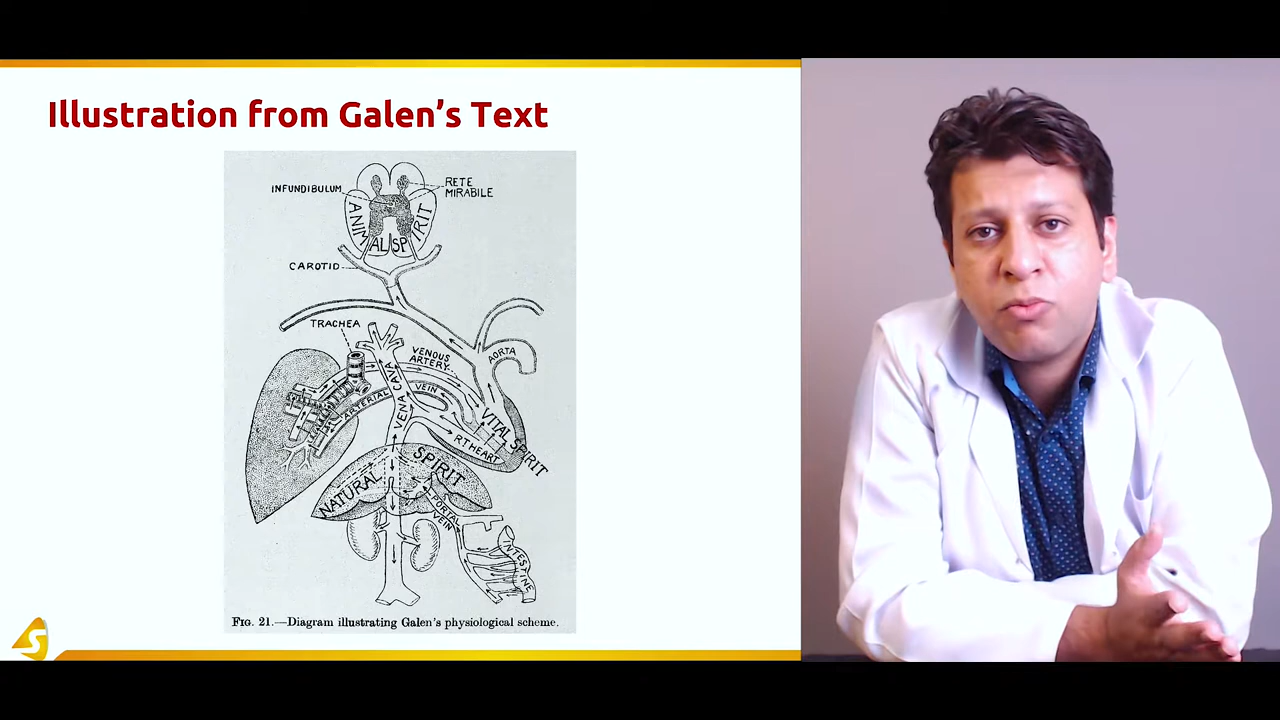 Illustration from Galen's Text
INFUNDIBULUM
RETE
MIRABILE
ANIMAL SPIRIT
CAROTID
TRACHEA
VENOUS
ARTERY
AORTA
ARTERIAL
VEIN
VENA CAVA
VITAL SPIRIT
RT HEART
NATURAL SPIRIT
PORTAL
VEIN
INTESTINE
FIG. 21.—Diagram illustrating Galen's physiological scheme.
S